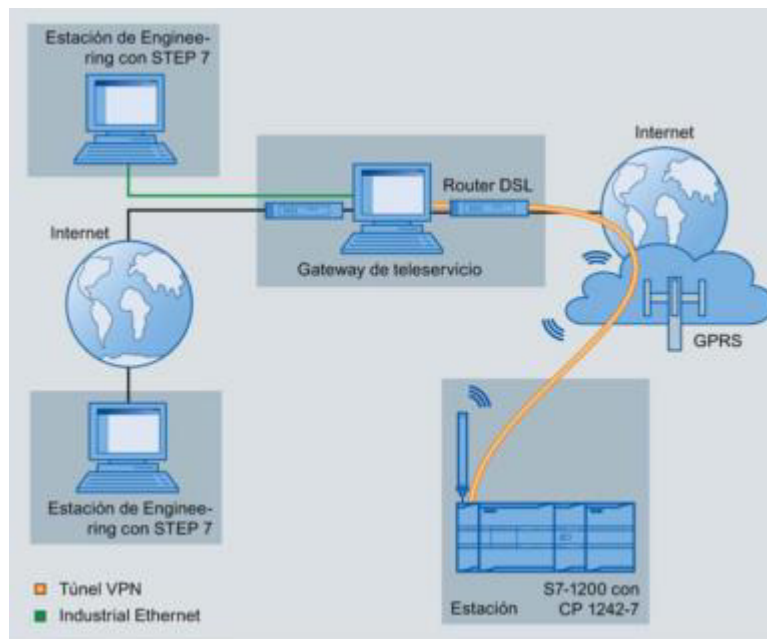 Estación de Enginee-
ring con STEP 7
Internet
Router DSL
Internet
Gateway de teleservicio
GPRS
Estación de Enginee-
ring con STEP 7
Túnel VPN
Industrial Ethernet
Estación
S7-1200 con
CP 1242-7